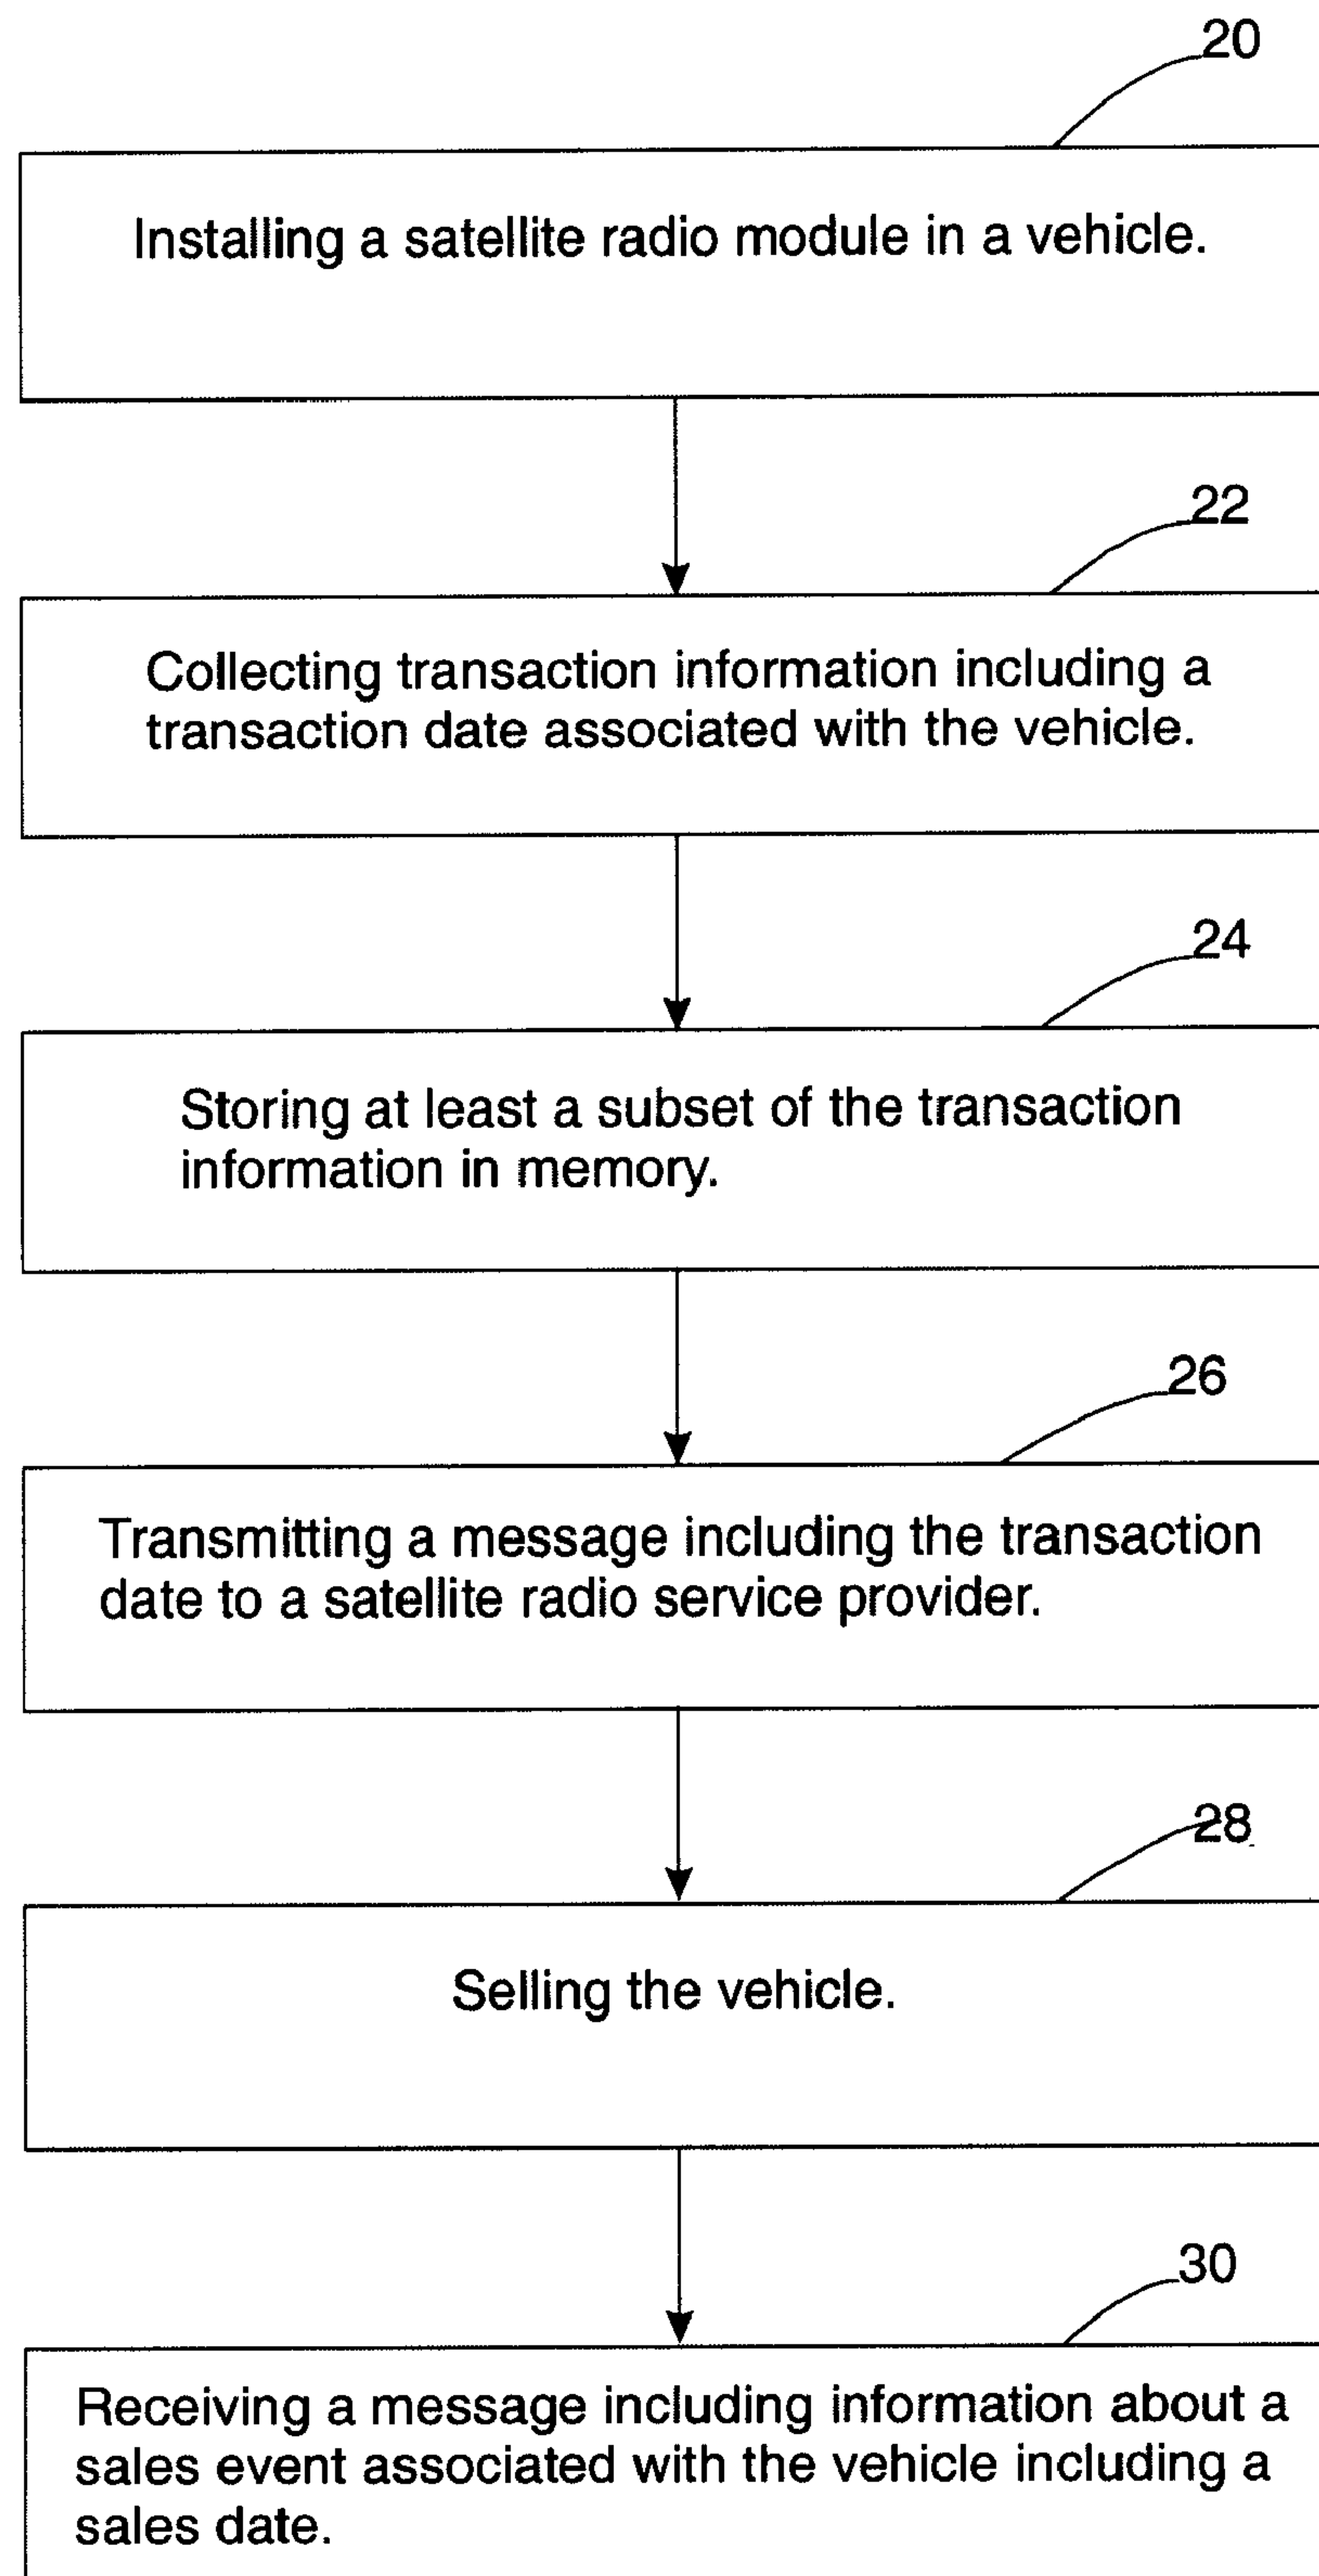 20
Installing a satellite radio module in a vehicle.
22
Collecting transaction information including a
transaction date associated with the vehicle.
24
Storing at least a subset of the transaction
information in memory.
26
Transmitting a message including the transaction
date to a satellite radio service provider.
28
Selling the vehicle.
30
Receiving a message including information about a
sales event associated with the vehicle including a
sales date.